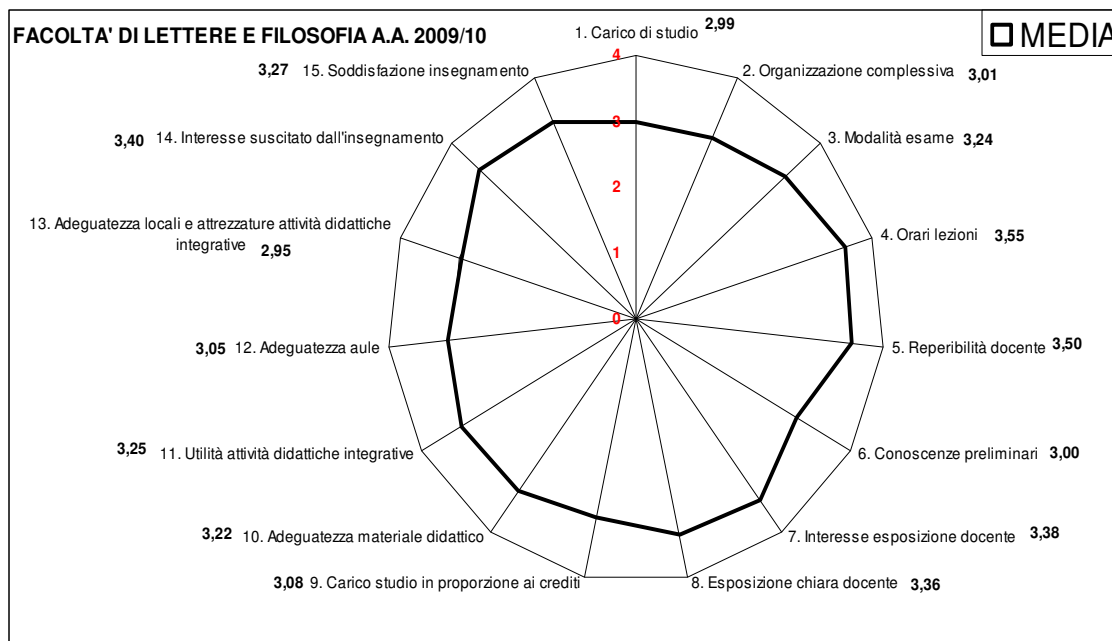 FACOLTA' DI LETTERE E FILOSOFIA A.A. 2009/10
MEDIA
1. Carico di studio 2,99
2. Organizzazione complessiva 3,01
3. Modalità esame 3,24
4. Orari lezioni 3,55
5. Reperibilità docente 3,50
6. Conoscenze preliminari 3,00
7. Interesse esposizione docente 3,38
8. Esposizione chiara docente 3,36
3,08 9. Carico studio in proporzione ai crediti
3,22 10. Adeguatezza materiale didattico
3,25 11. Utilità attività didattiche integrative
3,05 12. Adeguatezza aule
13. Adeguatezza locali e attrezzature attività didattiche
integrative 2,95
3,40 14. Interesse suscitato dall'insegnamento
3,27 15. Soddisfazione insegnamento
4
3
2
1
0